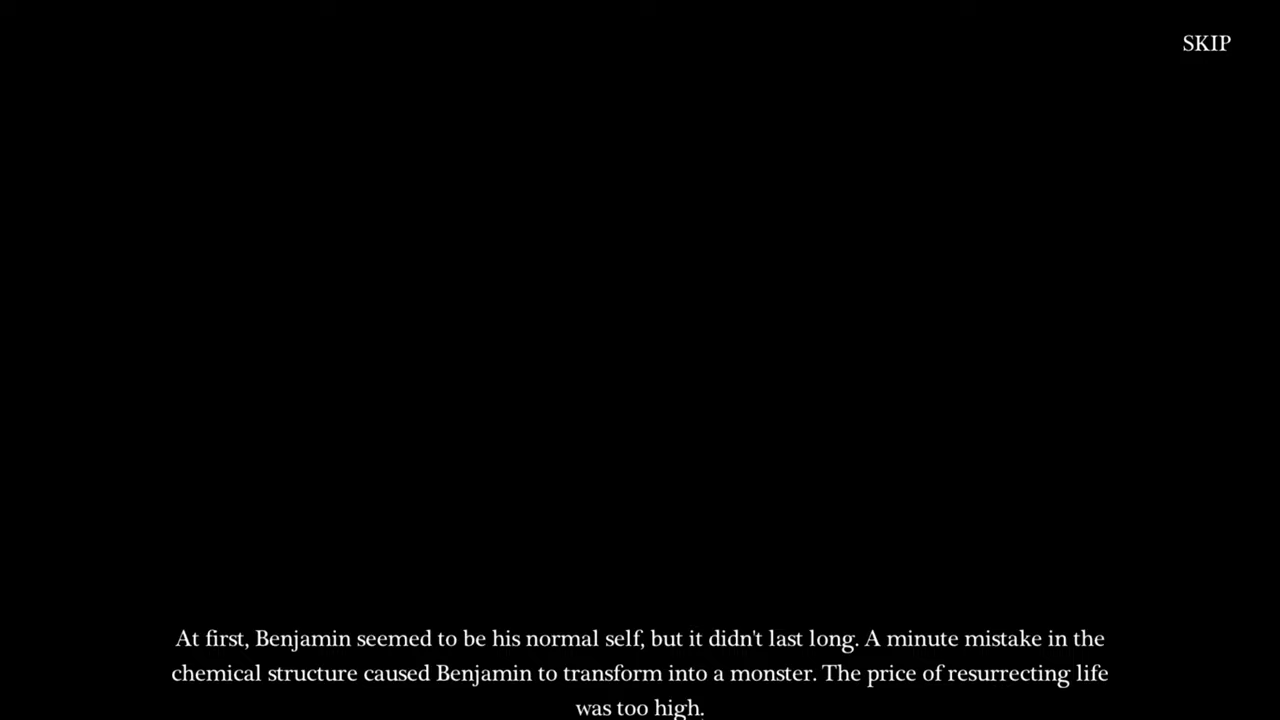 SKIP
At first, Benjamin seemed to be his normal self, but it didn't last long. A minute mistake in the
chemical structure caused Benjamin to transform into a monster. The price of resurrecting life
was too high.